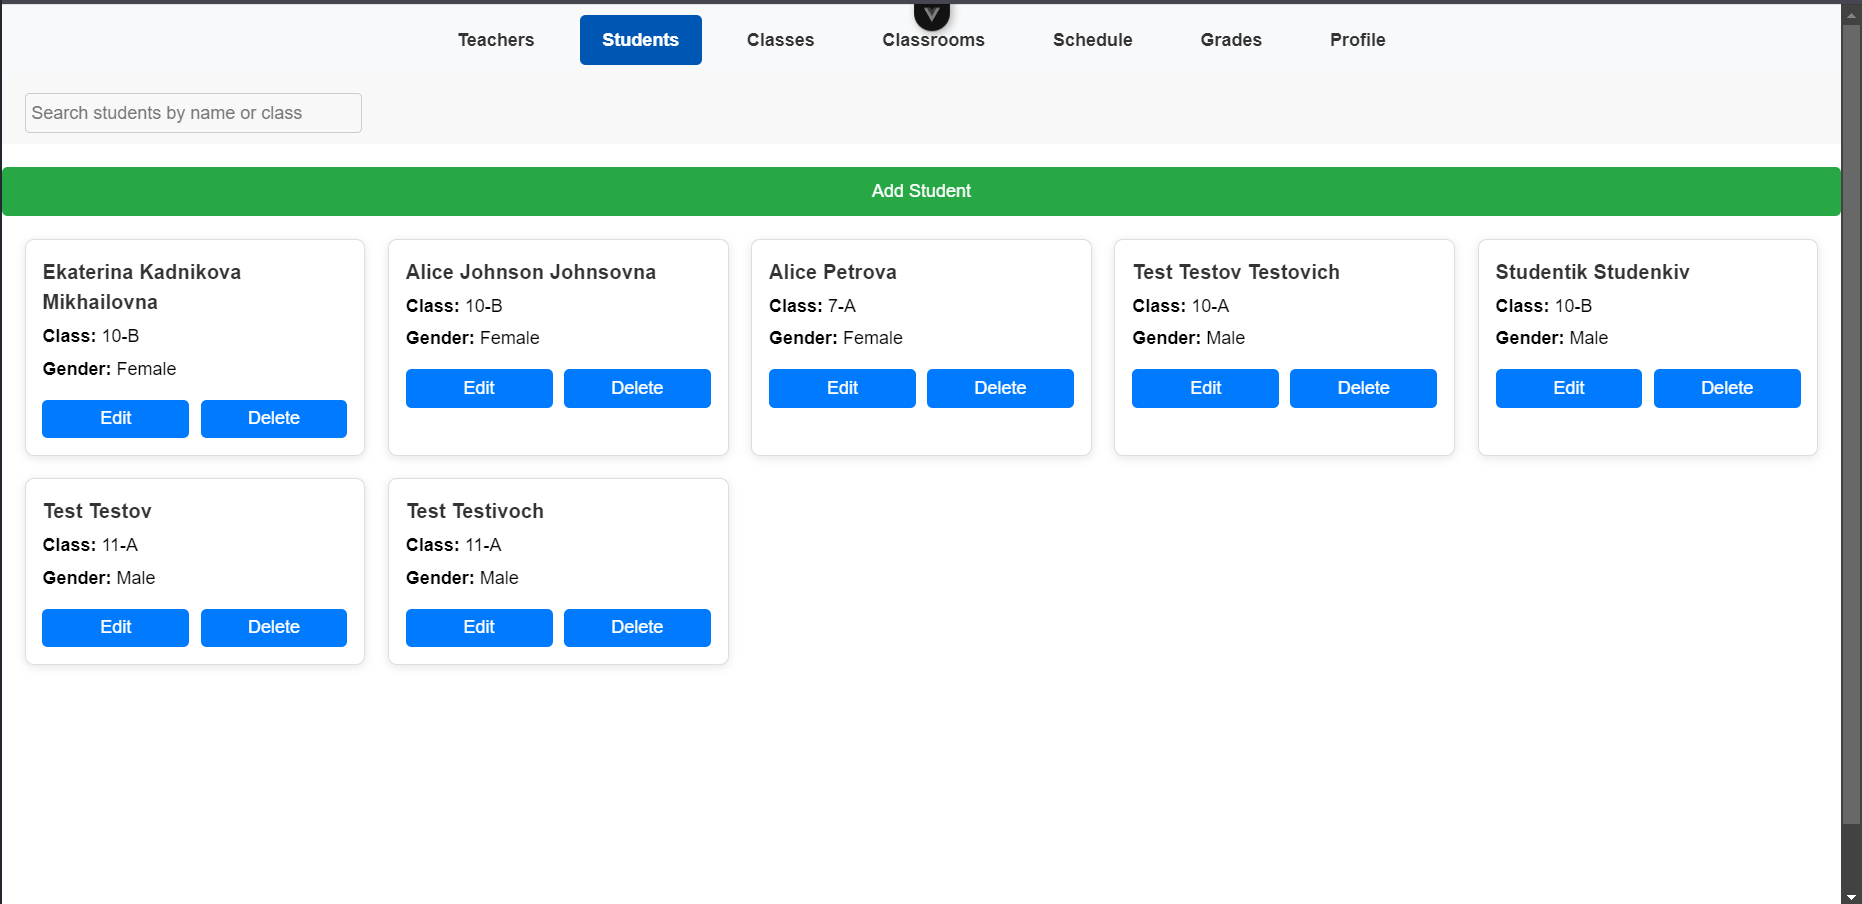 Teachers Students Classes Classrooms Schedule Grades Profile
Search students by name or class
Add Student
Ekaterina Kadnikova
Mikhailovna
Class: 10-B
Gender: Female
Edit Delete
Alice Johnson Johnsovna
Class: 10-B
Gender: Female
Edit Delete
Alice Petrova
Class: 7-A
Gender: Female
Edit Delete
Test Testov Testovich
Class: 10-A
Gender: Male
Edit Delete
Studentik Studenkiv
Class: 10-B
Gender: Male
Edit Delete
Test Testov
Class: 11-A
Gender: Male
Edit Delete
Test Testivoch
Class: 11-A
Gender: Male
Edit Delete